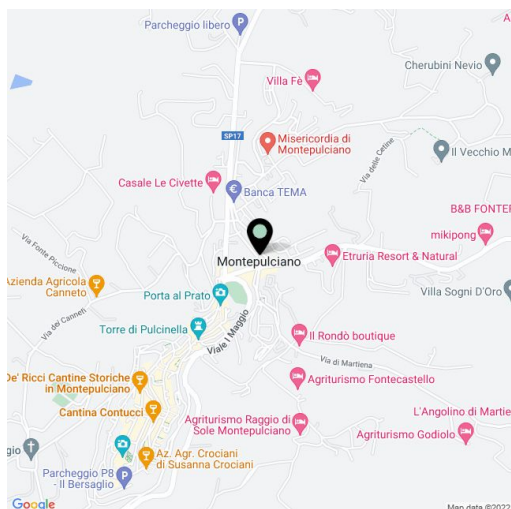 Parcheggio libero
Cherubini Nevio
Villa Fè
SP17
Misericordia di
Montepulciano
Il Vecchio M
Via delle Cetine
Casale Le Civette
Banca TEMA
B&B FONTER
mikipong
Via Fonte Piccione
Montepulciano
Etruria Resort & Natural
Azienda Agricola
Canneto
Porta al Prato
Villa Sogni D'Oro
Via dei Canneti
Torre di Pulcinella
Viale I Maggio
Il Rondò boutique
Via di Martiena
De' Ricci Cantine Storiche
in Montepulciano
Agriturismo Fontecastello
Cantina Contucci
L'Angolino di Martie
Agriturismo Raggio di
Sole Montepulciano
Agriturismo Godiolo
gio
Az. Agr. Crociani
di Susanna Crociani
Parcheggio P8
- Il Bersaglio
Google
Map data ©2022